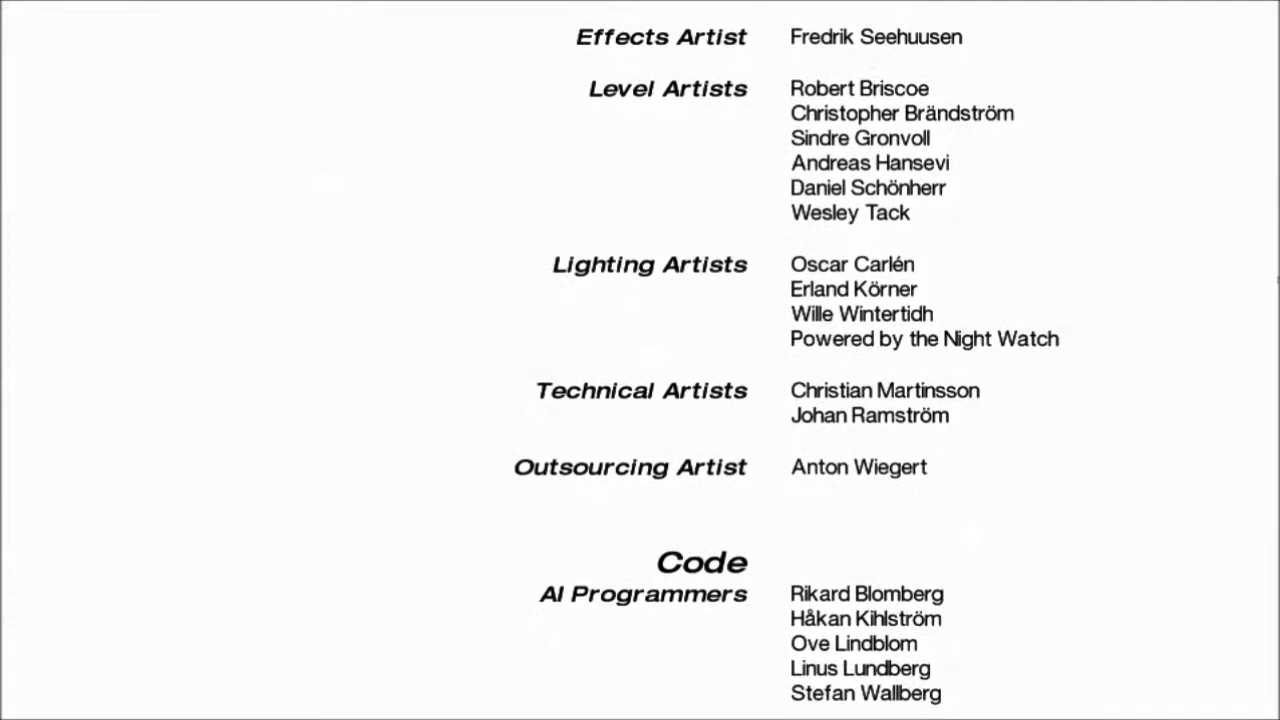 Effects Artist Fredrik Seehuusen
Level Artists Robert Briscoe
Christopher Brändström
Sindre Gronvoll
Andreas Hansevi
Daniel Schönherr
Wesley Tack
Lighting Artists Oscar Carlén
Erland Körner
Wille Wintertidh
Powered by the Night Watch
Technical Artists Christian Martinsson
Johan Ramström
Outsourcing Artist Anton Wiegert
Code
AI Programmers Rikard Blomberg
Håkan Kihlström
Ove Lindblom
Linus Lundberg
Stefan Wallberg